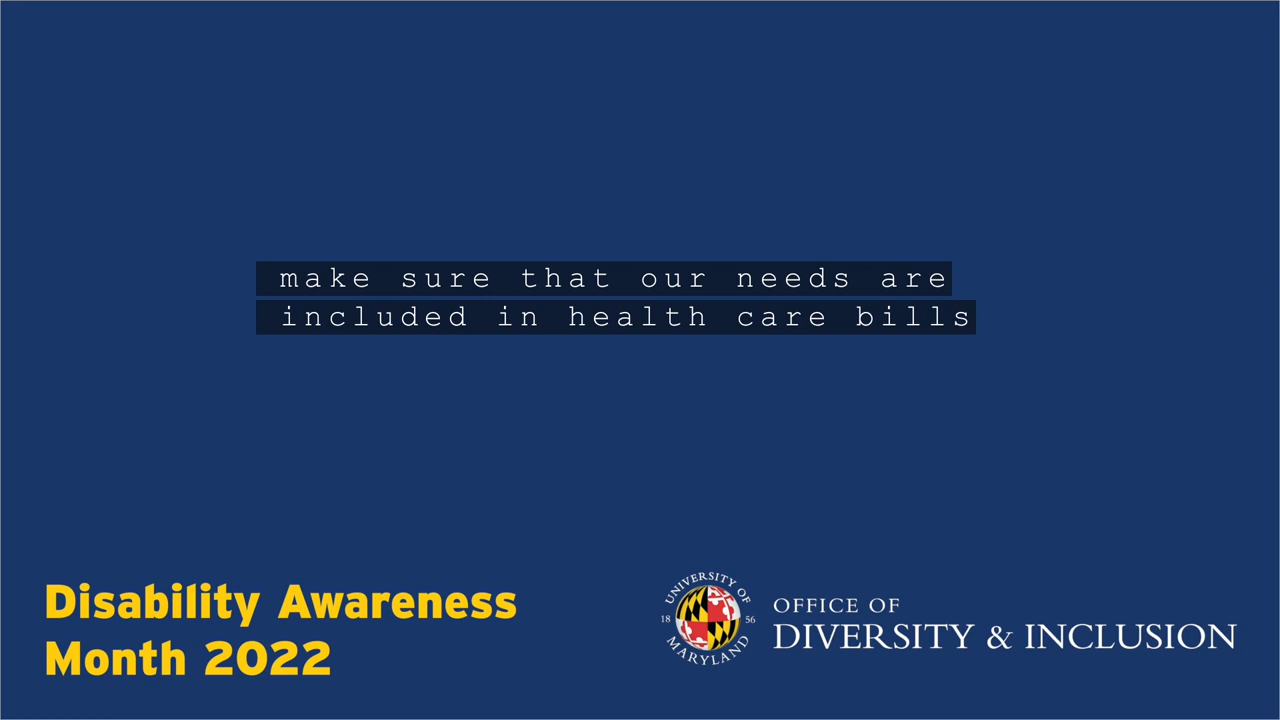 make sure that our needs are
included in health care bills
Disability Awareness
Month 2022
UNIVERSITY OF
18 56
MARYLAND
OFFICE OF
DIVERSITY & INCLUSION